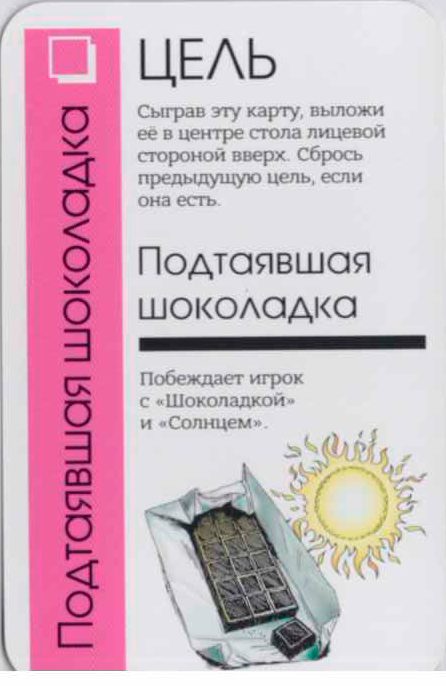 Подтаявшая шоколадка
ЦЕЛЬ
Сыграв эту карту, выложи
её в центре стола лицевой
стороной вверх. Сбрось
предыдущую цель, если
она есть.
Подтаявшая
шоколадка
Побеждает игрок
с «Шоколадкой»
и «Солнцем».